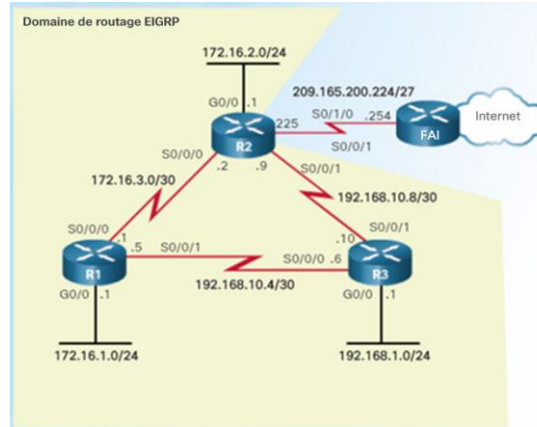 Domaine de routage EIGRP
172.16.2.0/24
209.165.200.224/27
G0/0 .1
S0/1/0 .254
Internet
.225
FAI
R2
S0/0/1
S0/0/0
.2 .9
S0/0/1
172.16.3.0/30
192.168.10.8/30
S0/0/0
.1
S0/0/1
.10
.5 S0/0/1
S0/0/0 .6
R1
R3
192.168.10.4/30
G0/0 .1
G0/0 .1
172.16.1.0/24
192.168.1.0/24